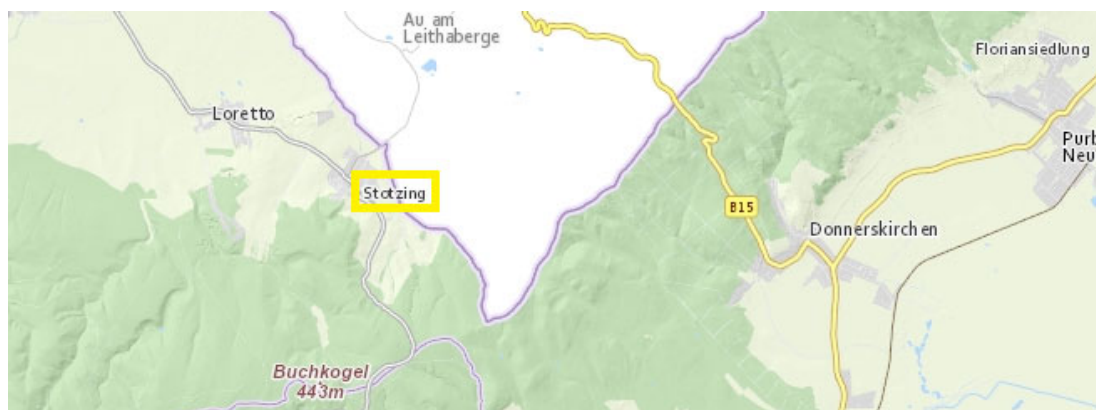 Au am
Leithaberge
Floriansiedlung
Loretto
Purb
Neu
Stotzing
B15
Donnerskirchen
Buchkogel
443m